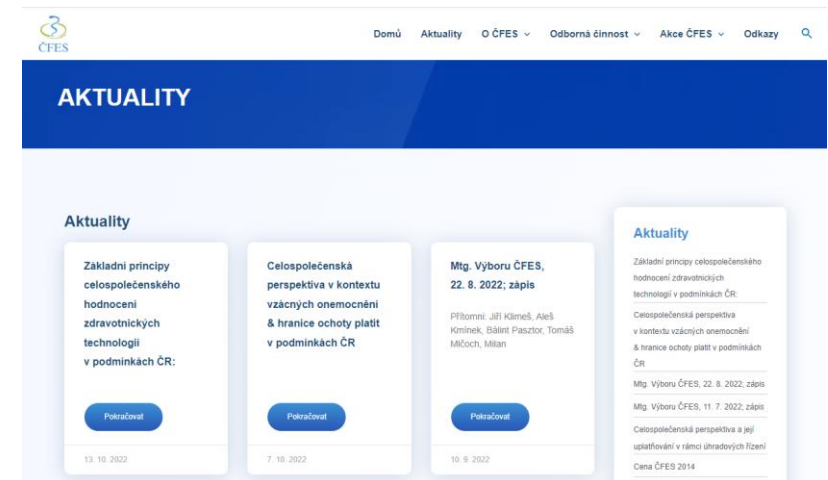 ČFES
Domů Aktuality O ČFES Odborná činnost Akce ČFES Odkazy
AKTUALITY
Aktuality
Základní principy
celospolečenského
hodnocení
zdravotnických
technologií
v podmínkách ČR:
Pokračovat
13. 10. 2022
Celospolečenská
perspektiva v kontextu
vzácných onemocnění
& hranice ochoty platit
v podmínkách ČR
Pokračovat
7. 10. 2022
Mtg. Výboru ČFES,
22. 8. 2022; zápis
Přítomni: Jiří Klimeš, Aleš
Kmínek, Bálint Pasztor, Tomáš
Mlčoch, Milan
Pokračovat
10. 9. 2022
Aktuality
Základní principy celospolečenského
hodnocení zdravotnických
technologií v podmínkách ČR:
Celospolečenská perspektiva
v kontextu vzácných onemocnění
& hranice ochoty platit v podmínkách
ČR
Mtg. Výboru ČFES, 22. 8. 2022; zápis
Mtg. Výboru ČFES, 11. 7. 2022; zápis
Celospolečenská perspektiva a její
uplatňování v rámci úhradových řízení
Cena ČFES 2014